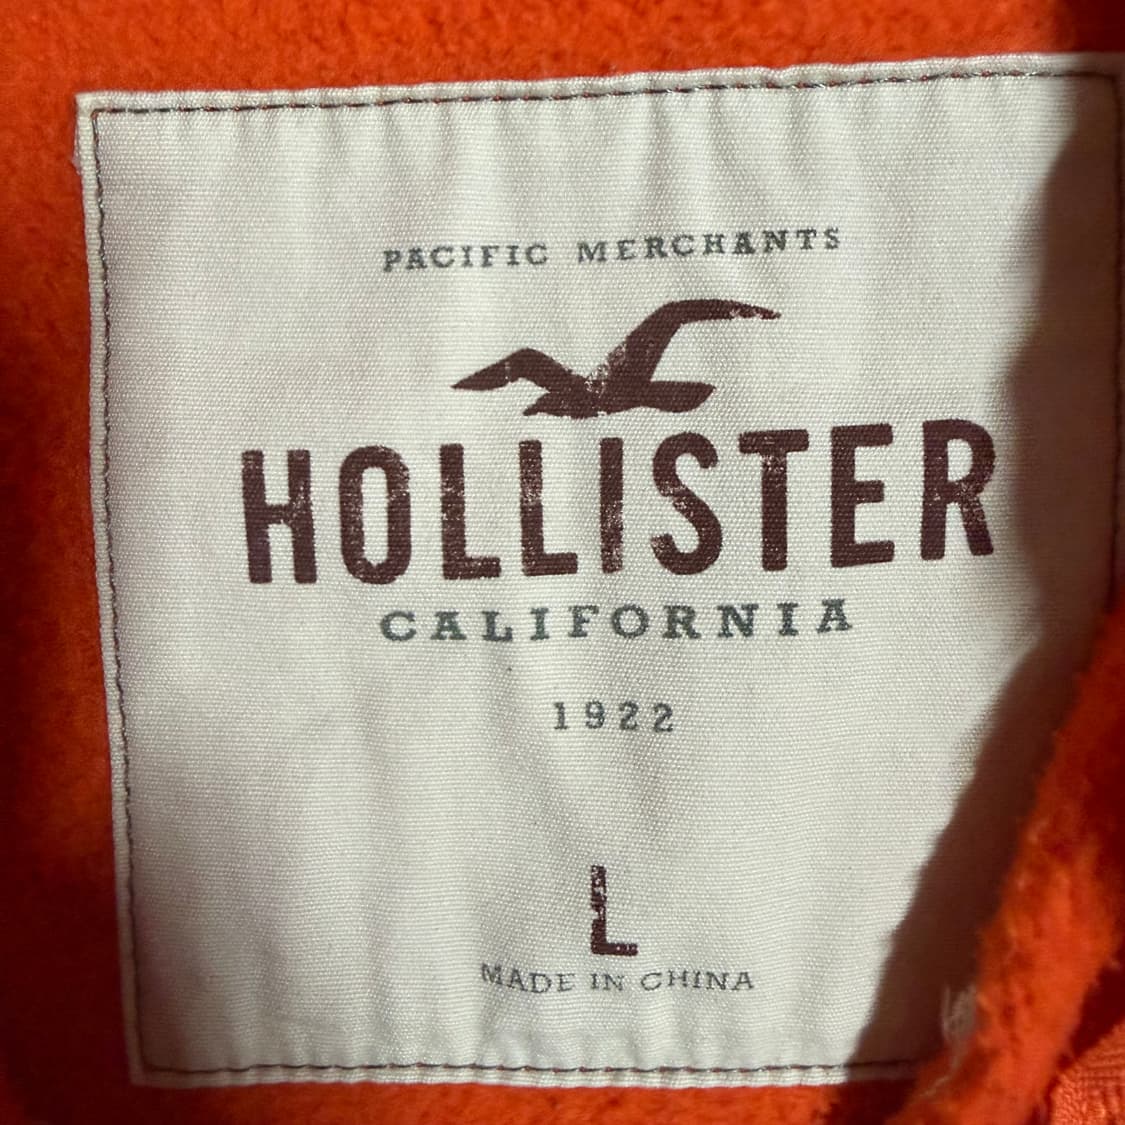 PACIFIC MERCHANTS
HOLLISTER
CALIFORNIA
1922
L
MADE IN CHINA